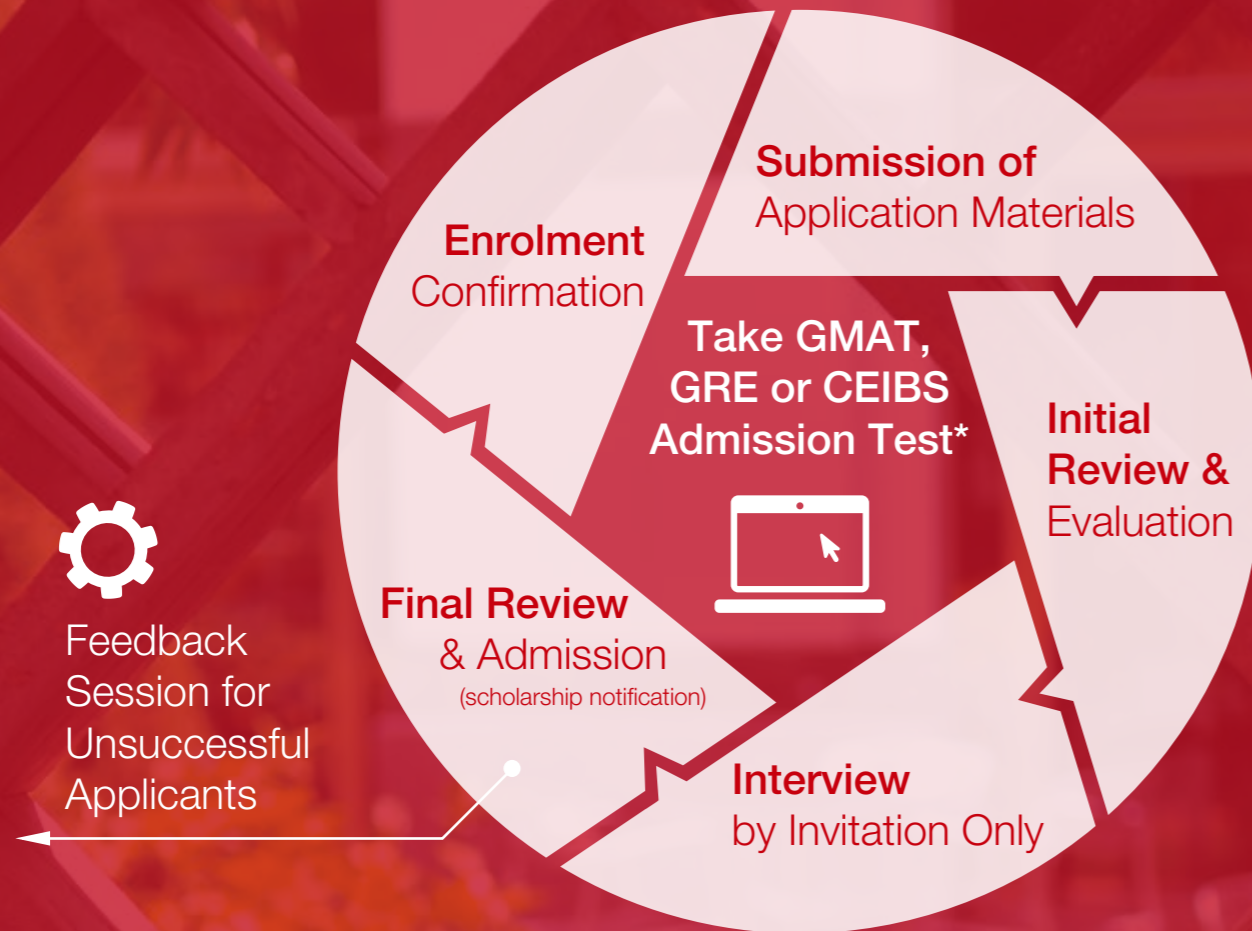 Submission of
Application Materials
Enrolment
Confirmation
Take GMAT,
GRE or CEIBS
Admission Test*
Initial
Review &
Evaluation
Final Review
& Admission
(scholarship notification)
Interview
by Invitation Only
Feedback
Session for
Unsuccessful
Applicants